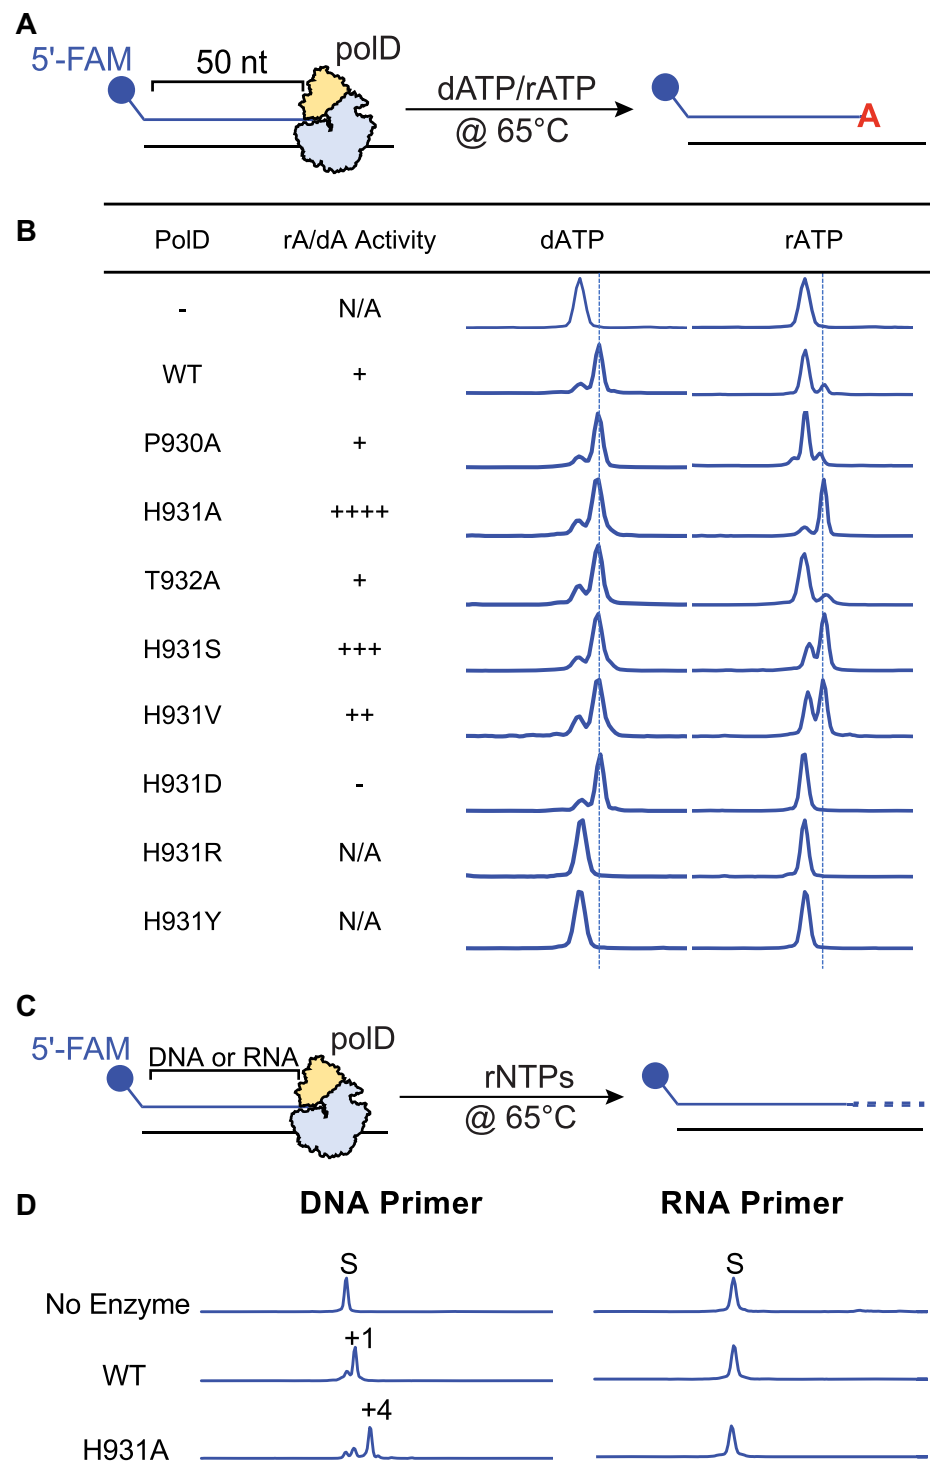 A
5'-FAM
50 nt
polD
dATP/rATP
@ 65°C
A
B
PolD rA/dA Activity dATP rATP
- N/A
WT +
P930A +
H931A ++++
T932A +
H931S +++
H931V ++
H931D -
H931R N/A
H931Y N/A
C
5'-FAM
DNA or RNA
polD
rNTPs
@ 65°C
D
DNA Primer RNA Primer
S S
No Enzyme
+1
WT
+4
H931A